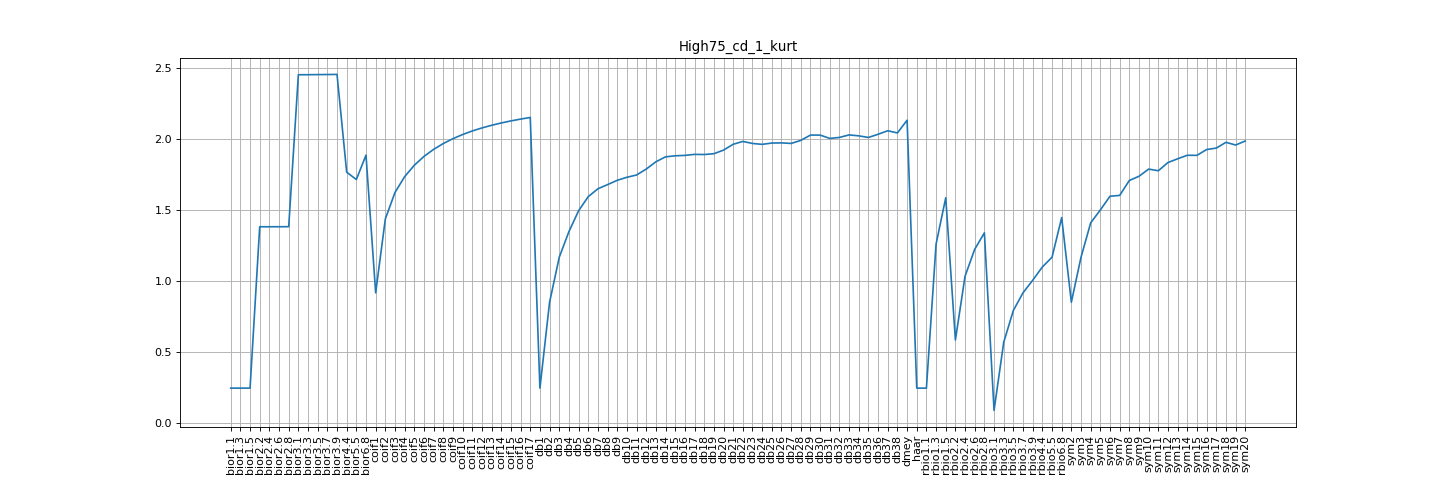 High75_cd_1_kurt
2.5
2.0
1.5
1.0
0.5
0.0
bior1.1
bior1.3
bior1.5
bior2.2
bior2.4
bior2.6
bior2.8
bior3.1
bior3.3
bior3.5
bior3.7
bior3.9
bior4.4
bior5.5
bior6.8
coif1
coif2
coif3
coif4
coif5
coif6
coif7
coif8
coif9
coif10
coif11
coif12
coif13
coif14
coif15
coif16
coif17
db1
db2
db3
db4
db5
db6
db7
db8
db9
db10
db11
db12
db13
db14
db15
db16
db17
db18
db19
db20
db21
db22
db23
db24
db25
db26
db27
db28
db29
db30
db31
db32
db33
db34
db35
db36
db37
db38
dmey
haar
rbio1.1
rbio1.3
rbio1.5
rbio2.2
rbio2.4
rbio2.6
rbio2.8
rbio3.1
rbio3.3
rbio3.5
rbio3.7
rbio3.9
rbio4.4
rbio5.5
rbio6.8
sym2
sym3
sym4
sym5
sym6
sym7
sym8
sym9
sym10
sym11
sym12
sym13
sym14
sym15
sym16
sym17
sym18
sym19
sym20